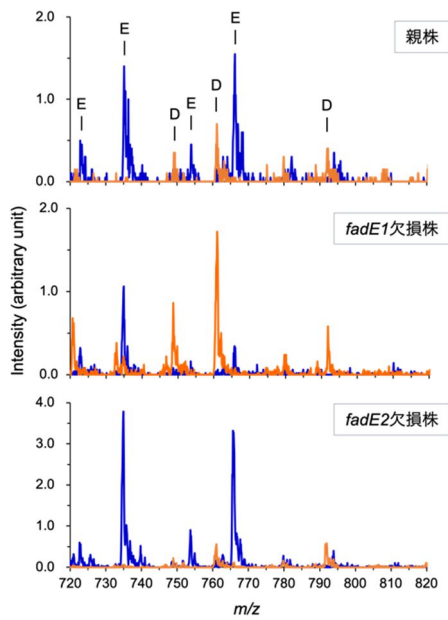 親株
E
E
E
D
D
E
D
2.0
1.0
0.0
fadE1欠損株
2.0
1.0
0.0
Intensity (arbitrary unit)
fadE2欠損株
4.0
3.0
2.0
1.0
0.0
720 730 740 750 760 770 780 790 800 810 820
m/z